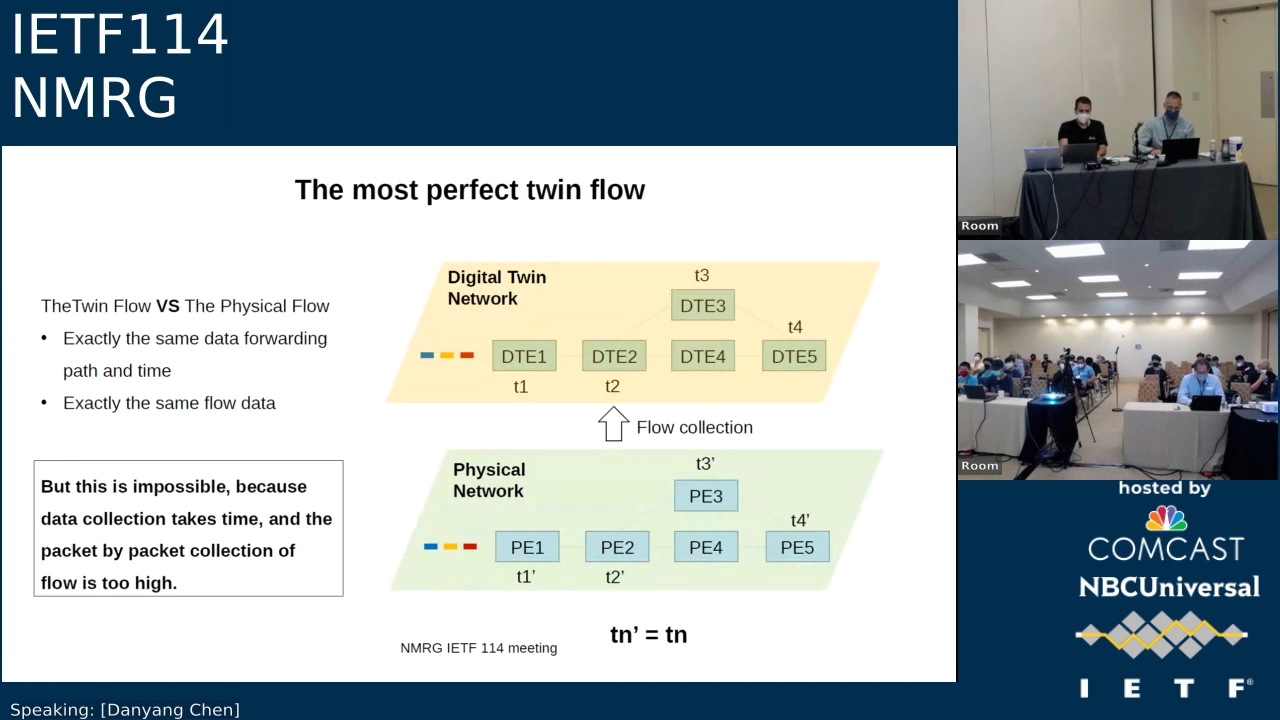 IETF114
NMRG
The most perfect twin flow
TheTwin Flow VS The Physical Flow
• Exactly the same data forwarding
path and time
• Exactly the same flow data
But this is impossible, because
data collection takes time, and the
packet by packet collection of
flow is too high.
Digital Twin
Network
t3
DTE3
t4
DTE1 DTE2 DTE4 DTE5
t1 t2
Flow collection
Physical
Network
t3’
PE3
t4’
PE1 PE2 PE4 PE5
t1’ t2’
tn’ = tn
NMRG IETF 114 meeting
Room
Room
hosted by
COMCAST
NBCUniversal
I E T F®
Speaking: [Danyang Chen]